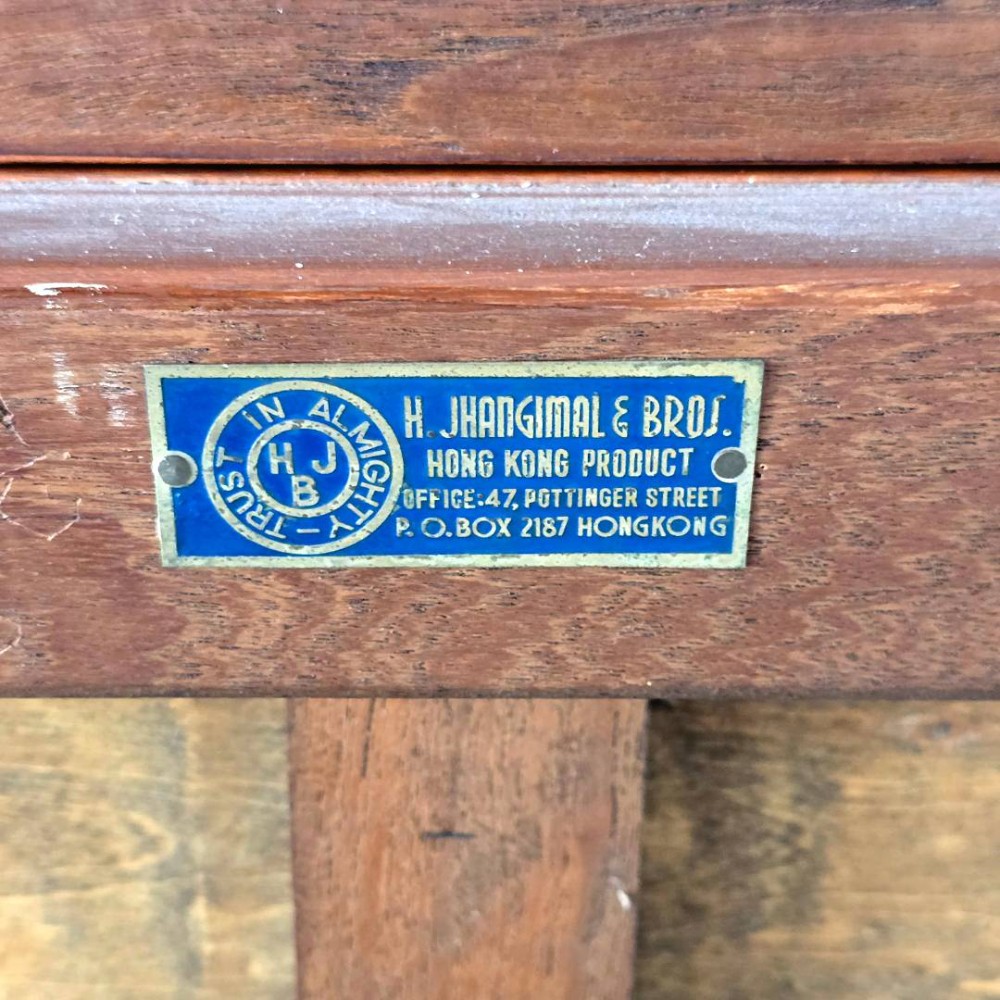 TRUST IN ALMIGHTY –
H J
B
H. JHANGIMAL & BROS.
HONG KONG PRODUCT
OFFICE:47, POTTINGER STREET
P. O. BOX 2187 HONGKONG